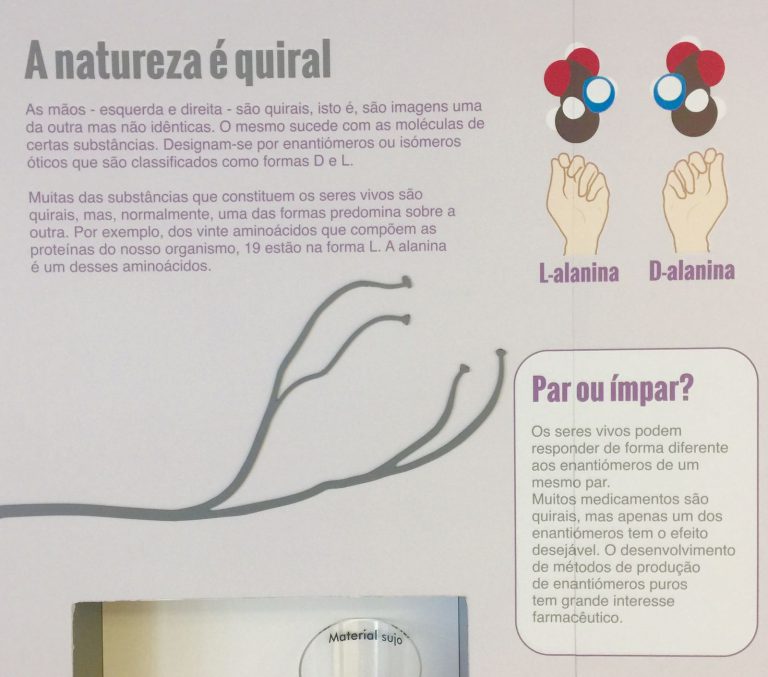 A natureza é quiral
As mãos - esquerda e direita - são quirais, isto é, são imagens uma
da outra mas não idênticas. O mesmo sucede com as moléculas de
certas substâncias. Designam-se por enantiómeros ou isómeros
óticos que são classificados como formas D e L.
Muitas das substâncias que constituem os seres vivos são
quirais, mas, normalmente, uma das formas predomina sobre a
outra. Por exemplo, dos vinte aminoácidos que compõem as
proteínas do nosso organismo, 19 estão na forma L. A alanina
é um desses aminoácidos.
L-alanina
D-alanina
Par ou ímpar?
Os seres vivos podem
responder de forma diferente
aos enantiómeros de um
mesmo par.
Muitos medicamentos são
quirais, mas apenas um dos
enantiómeros tem o efeito
desejável. O desenvolvimento
de métodos de produção
de enantiómeros puros
tem grande interesse
farmacêutico.
Material sujo